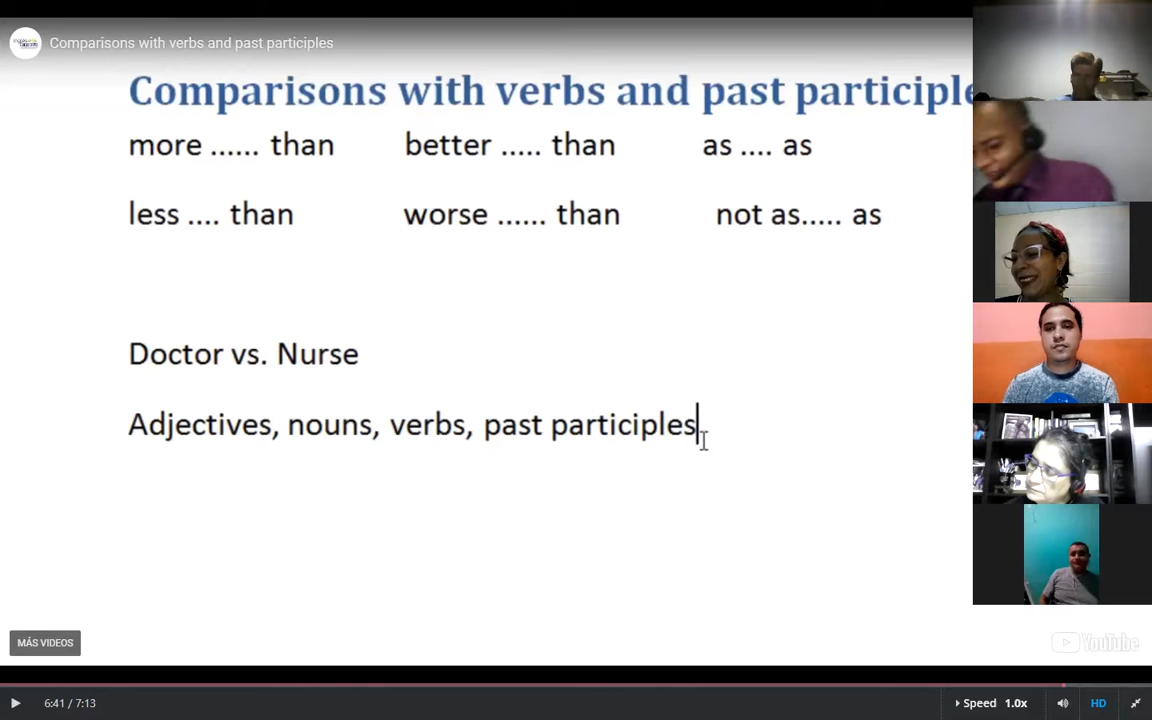 Comparisons with verbs and past participles
Comparisons with verbs and past participle
more ...... than better ..... than as .... as
less .... than worse ...... than not as..... as
Doctor vs. Nurse
Adjectives, nouns, verbs, past participles
MÁS VIDEOS
YouTube
6:41 / 7:13
Speed 1.0x
HD